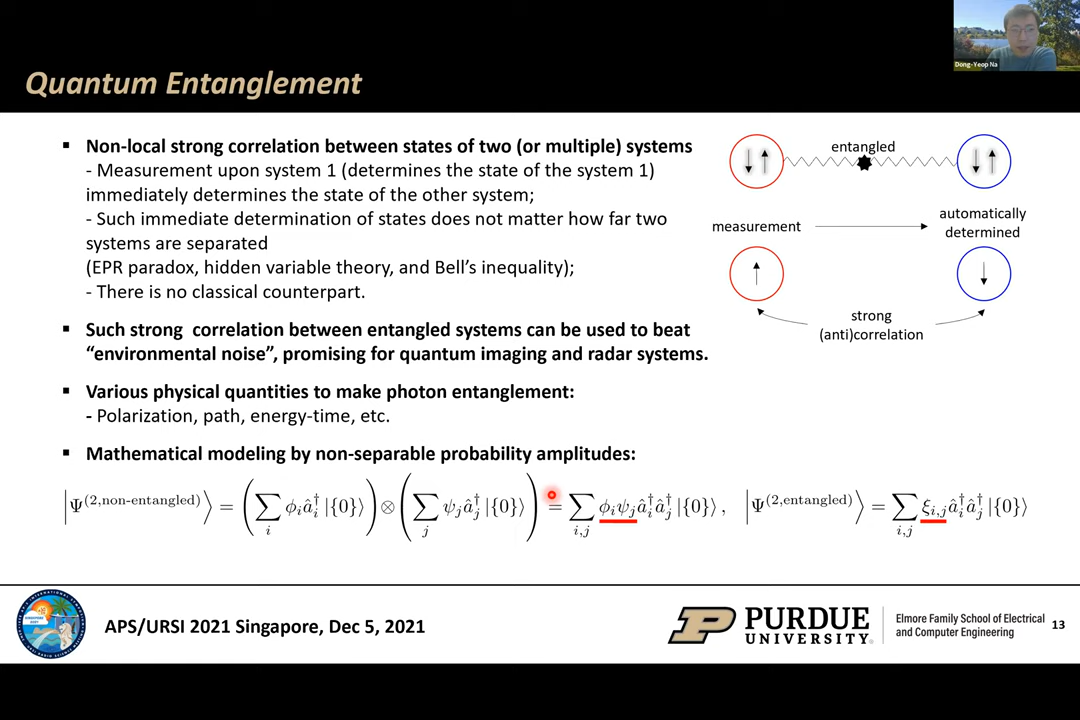 Dong-Yeop Na
Quantum Entanglement
▪ Non-local strong correlation between states of two (or multiple) systems
- Measurement upon system 1 (determines the state of the system 1)
immediately determines the state of the other system;
- Such immediate determination of states does not matter how far two
systems are separated
(EPR paradox, hidden variable theory, and Bell's inequality);
- There is no classical counterpart.
▪ Such strong correlation between entangled systems can be used to beat
“environmental noise”, promising for quantum imaging and radar systems.
▪ Various physical quantities to make photon entanglement:
- Polarization, path, energy-time, etc.
▪ Mathematical modeling by non-separable probability amplitudes:
|Ψ^(2,non-entangled)⟩ = (∑_i ϕ_i â_i^† |{0}⟩) ⊗ (∑_j ψ_j â_j^† |{0}⟩) = ∑_{i,j} ϕ_i ψ_j â_i^† â_j^† |{0}⟩, |Ψ^(2,entangled)⟩ = ∑_{i,j} ξ_{i,j} â_i^† â_j^† |{0}⟩
entangled
measurement
automatically
determined
strong
(anti)correlation
APS/URSI 2021 Singapore, Dec 5, 2021
P PURDUE
UNIVERSITY®
Elmore Family School of Electrical
and Computer Engineering
13